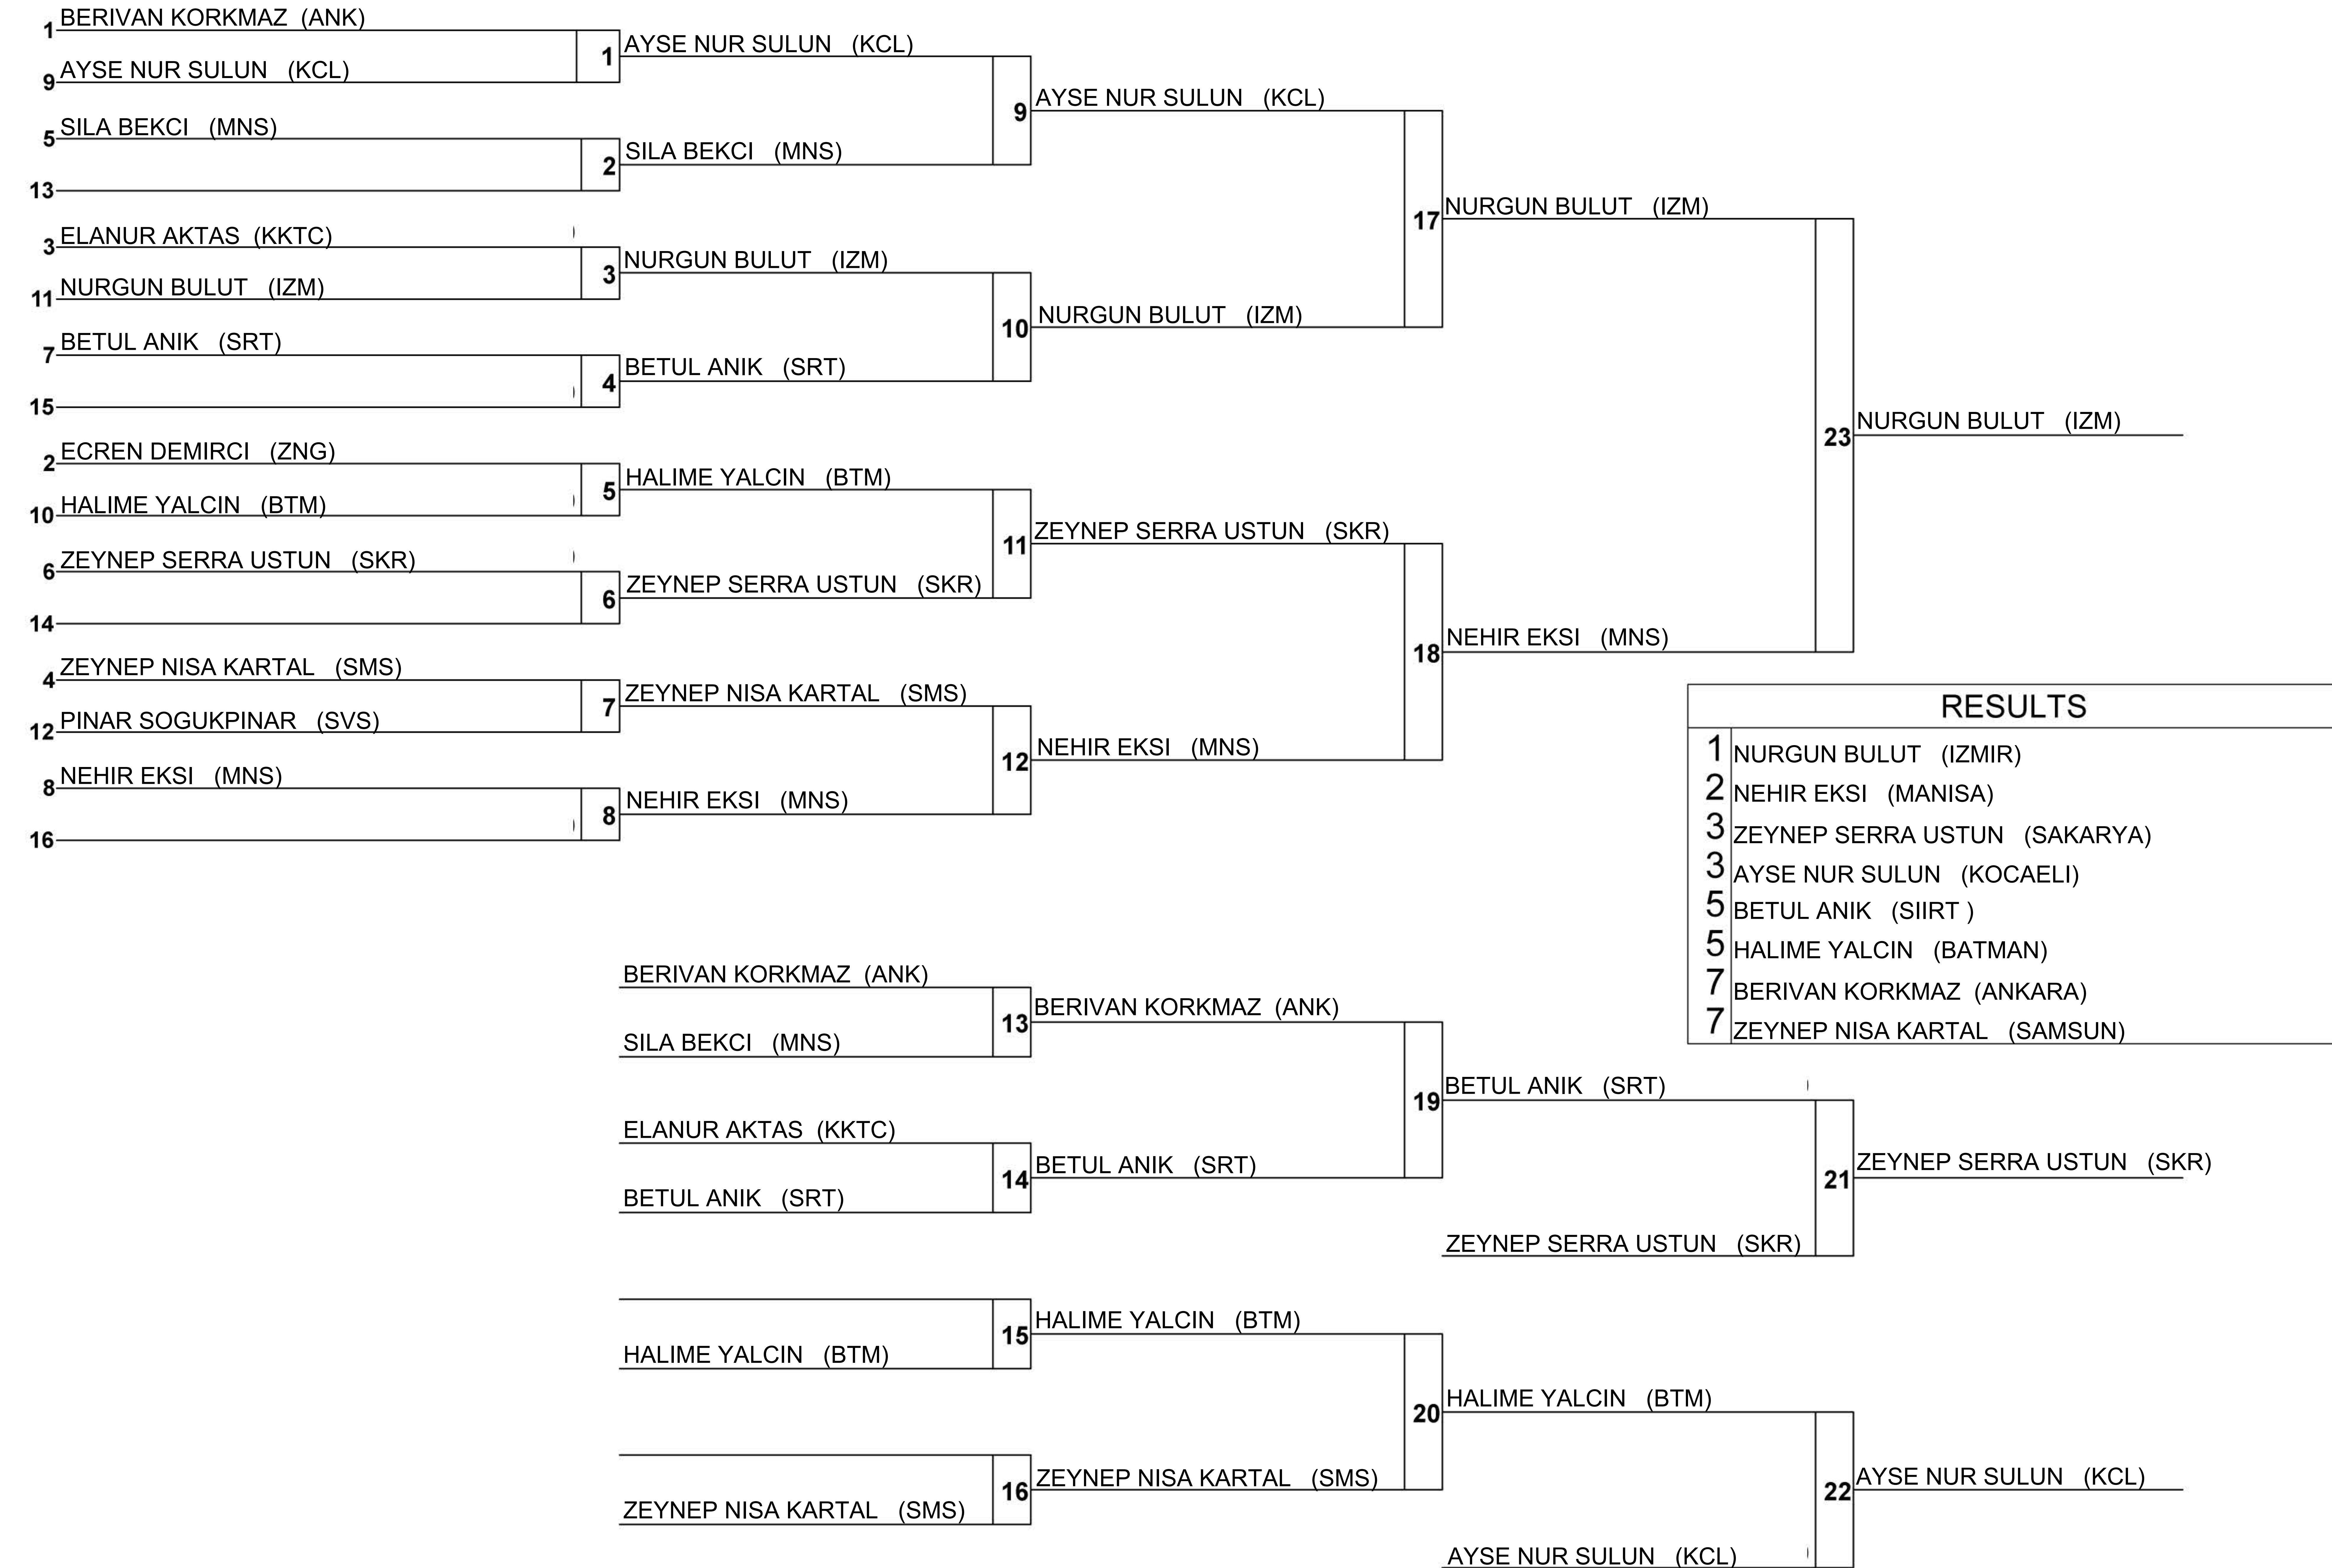 1 BERIVAN KORKMAZ (ANK)
9 AYSE NUR SULUN (KCL)
5 SILA BEKCI (MNS)
13
3 ELANUR AKTAS (KKTC)
11 NURGUN BULUT (IZM)
7 BETUL ANIK (SRT)
15
2 ECREN DEMIRCI (ZNG)
10 HALIME YALCIN (BTM)
6 ZEYNEP SERRA USTUN (SKR)
14
4 ZEYNEP NISA KARTAL (SMS)
12 PINAR SOGUKPINAR (SVS)
8 NEHIR EKSI (MNS)
16
1 AYSE NUR SULUN (KCL)
2 SILA BEKCI (MNS)
3 NURGUN BULUT (IZM)
4 BETUL ANIK (SRT)
5 HALIME YALCIN (BTM)
6 ZEYNEP SERRA USTUN (SKR)
7 ZEYNEP NISA KARTAL (SMS)
8 NEHIR EKSI (MNS)
9 AYSE NUR SULUN (KCL)
10 NURGUN BULUT (IZM)
11 ZEYNEP SERRA USTUN (SKR)
12 NEHIR EKSI (MNS)
17 NURGUN BULUT (IZM)
18 NEHIR EKSI (MNS)
23 NURGUN BULUT (IZM)
RESULTS
1 NURGUN BULUT (IZMIR)
2 NEHIR EKSI (MANISA)
3 ZEYNEP SERRA USTUN (SAKARYA)
3 AYSE NUR SULUN (KOCAELI)
5 BETUL ANIK (SIIRT )
5 HALIME YALCIN (BATMAN)
7 BERIVAN KORKMAZ (ANKARA)
7 ZEYNEP NISA KARTAL (SAMSUN)
BERIVAN KORKMAZ (ANK)
SILA BEKCI (MNS)
ELANUR AKTAS (KKTC)
BETUL ANIK (SRT)
HALIME YALCIN (BTM)
ZEYNEP NISA KARTAL (SMS)
13 BERIVAN KORKMAZ (ANK)
14 BETUL ANIK (SRT)
15 HALIME YALCIN (BTM)
16 ZEYNEP NISA KARTAL (SMS)
19 BETUL ANIK (SRT)
ZEYNEP SERRA USTUN (SKR)
20 HALIME YALCIN (BTM)
AYSE NUR SULUN (KCL)
21 ZEYNEP SERRA USTUN (SKR)
22 AYSE NUR SULUN (KCL)